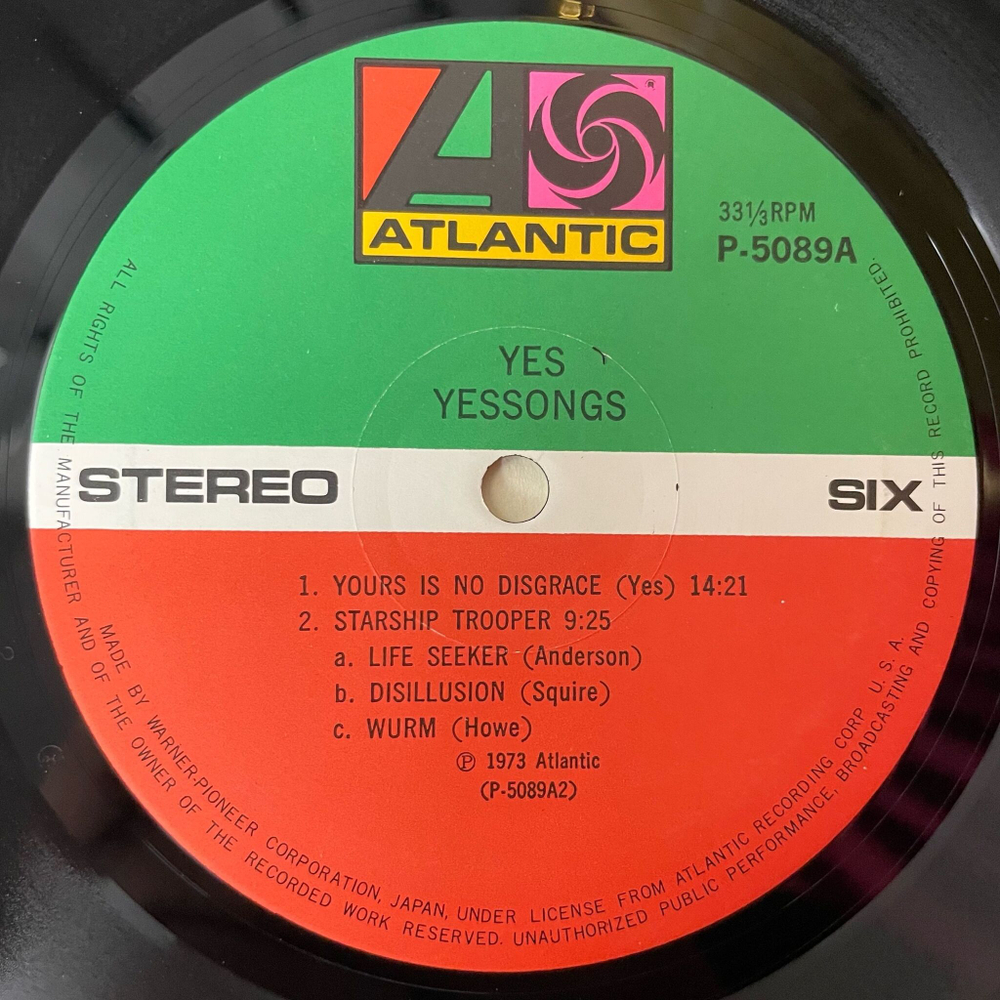 ®
ATLANTIC
33⅓RPM
P-5089A
YES
YESSONGS
STEREO
SIX
1. YOURS IS NO DISGRACE (Yes) 14:21
2. STARSHIP TROOPER 9:25
a. LIFE SEEKER (Anderson)
b. DISILLUSION (Squire)
c. WURM (Howe)
℗ 1973 Atlantic
(P-5089A2)
MADE BY WARNER-PIONEER CORPORATION, JAPAN, UNDER LICENSE FROM ATLANTIC RECORDING CORP U. S. A.
ALL RIGHTS OF THE MANUFACTURER AND OF THE OWNER OF THE RECORDED WORK RESERVED. UNAUTHORIZED PUBLIC PERFORMANCE, BROADCASTING AND COPYING OF THIS RECORD PROHIBITED.